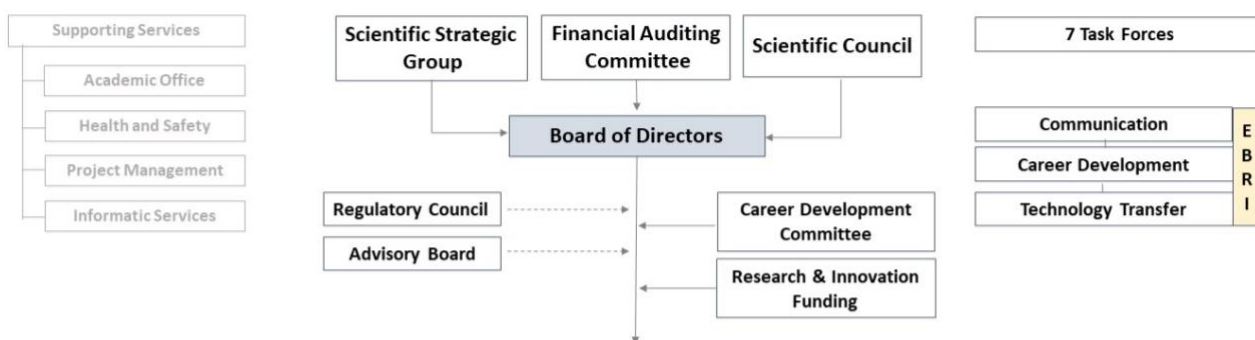 Supporting Services
Academic Office
Health and Safety
Project Management
Informatic Services
Scientific Strategic
Group
Financial Auditing
Committee
Scientific Council
Board of Directors
Regulatory Council
Advisory Board
Career Development
Committee
Research & Innovation
Funding
7 Task Forces
Communication
Career Development
Technology Transfer
E
B
R
I